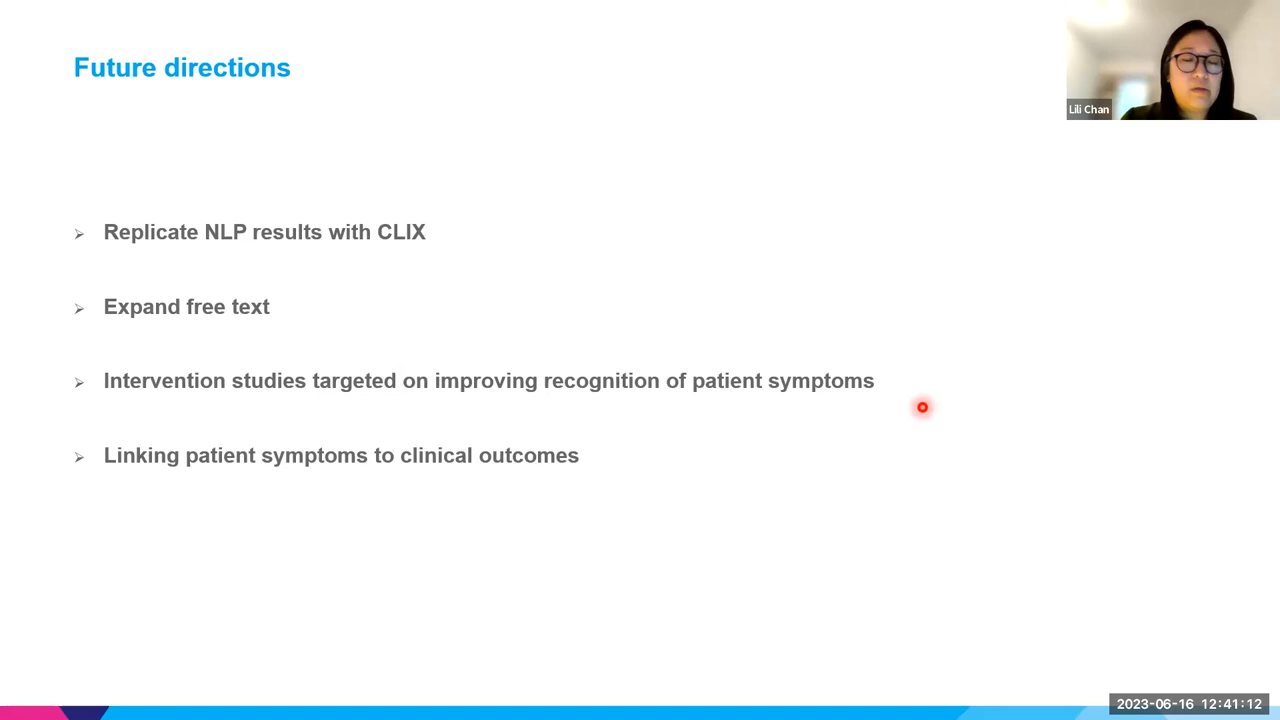 Future directions
Lili Chan
Replicate NLP results with CLIX
Expand free text
Intervention studies targeted on improving recognition of patient symptoms
Linking patient symptoms to clinical outcomes
2023-06-16 12:41:12